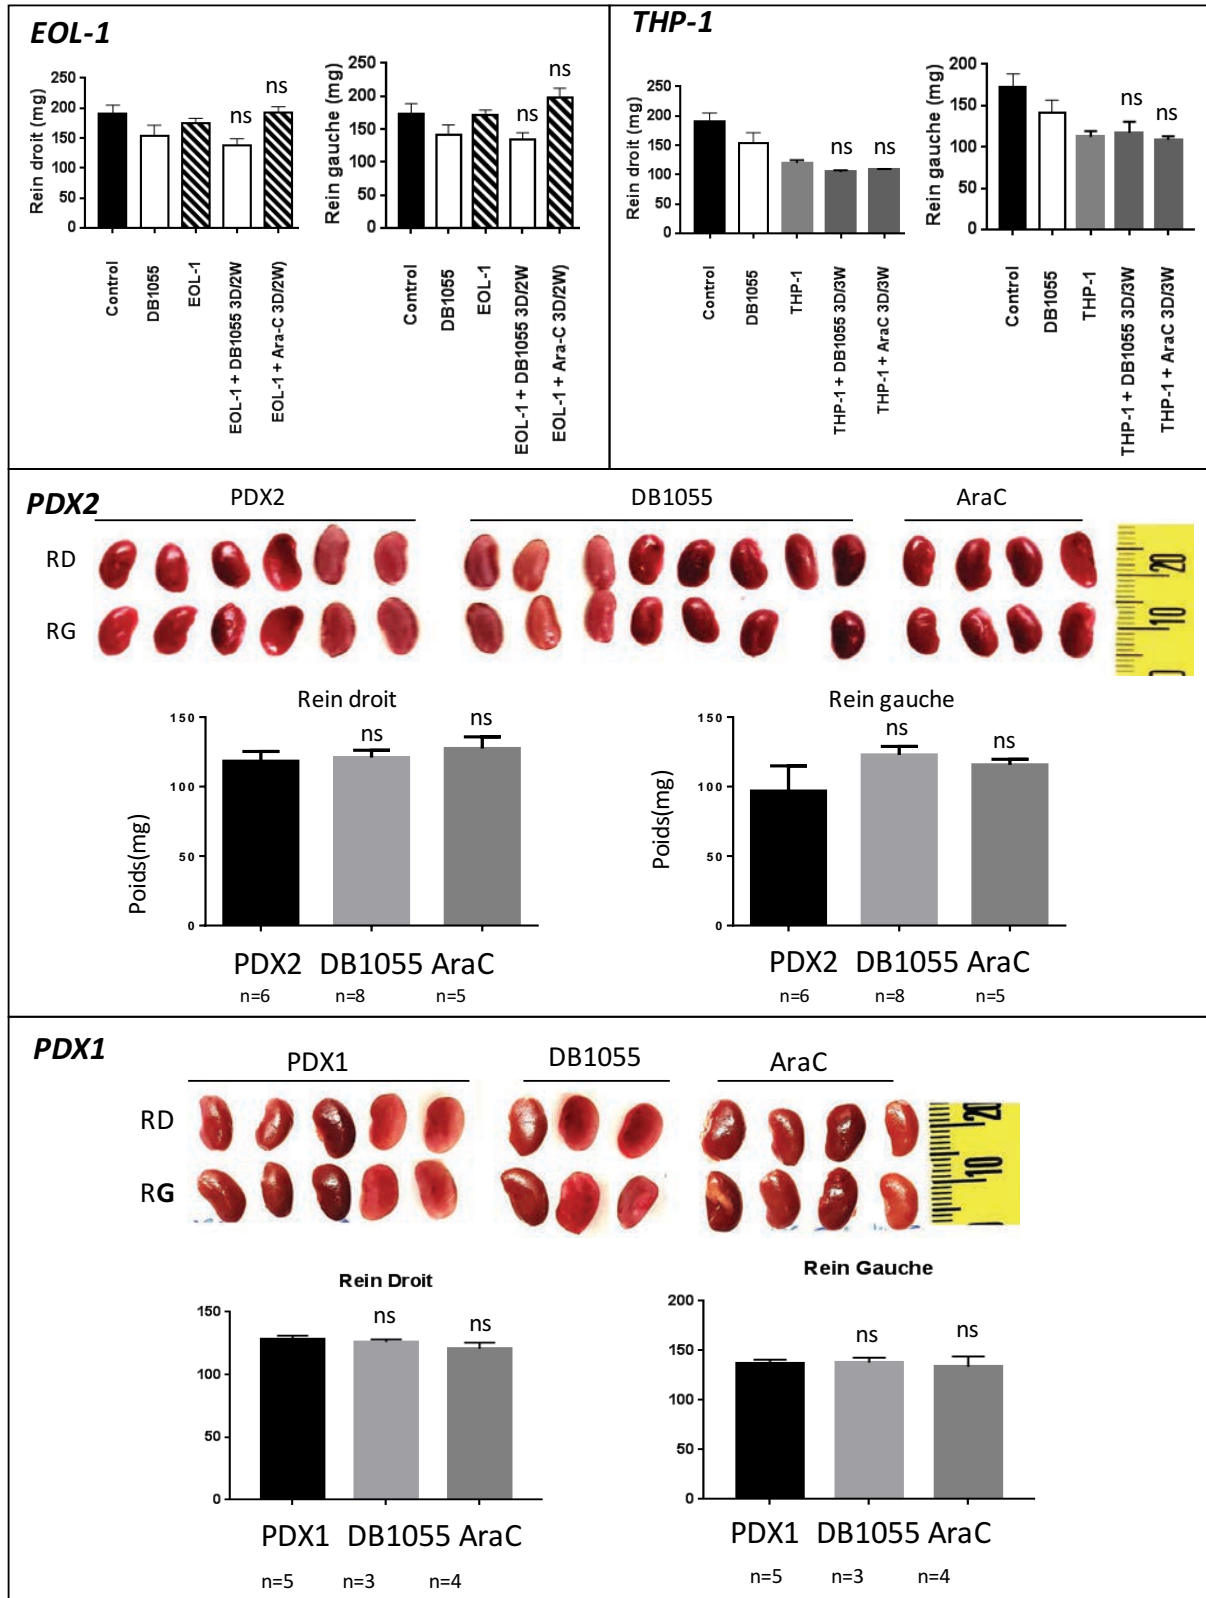 EOL-1
Rein droit (mg)
250
200
150
100
50
0
ns
ns
Control
DB1055
EOL-1
EOL-1 + DB1055 3D/2W
EOL-1 + Ara-C 3D/2W)
Rein gauche (mg)
250
200
150
100
50
0
ns
ns
Control
DB1055
EOL-1
EOL-1 + DB1055 3D/2W
EOL-1 + Ara-C 3D/2W)
THP-1
Rein droit (mg)
250
200
150
100
50
0
ns
ns
Control
DB1055
THP-1
THP-1 + DB1055 3D/3W
THP-1 + AraC 3D/3W
Rein gauche (mg)
200
150
100
50
0
ns
ns
Control
DB1055
THP-1
THP-1 + DB1055 3D/3W
THP-1 + AraC 3D/3W
PDX2
PDX2 DB1055 AraC
RD
RG
20
10
0
Rein droit
Poids(mg)
150
100
50
0
ns
ns
PDX2 DB1055 AraC
n=6 n=8 n=5
Rein gauche
Poids(mg)
150
100
50
0
ns
ns
PDX2 DB1055 AraC
n=6 n=8 n=5
PDX1
PDX1 DB1055 AraC
RD
RG
20
10
Rein Droit
150
100
50
0
ns
ns
PDX1 DB1055 AraC
n=5 n=3 n=4
Rein Gauche
200
150
100
50
0
ns
ns
PDX1 DB1055 AraC
n=5 n=3 n=4